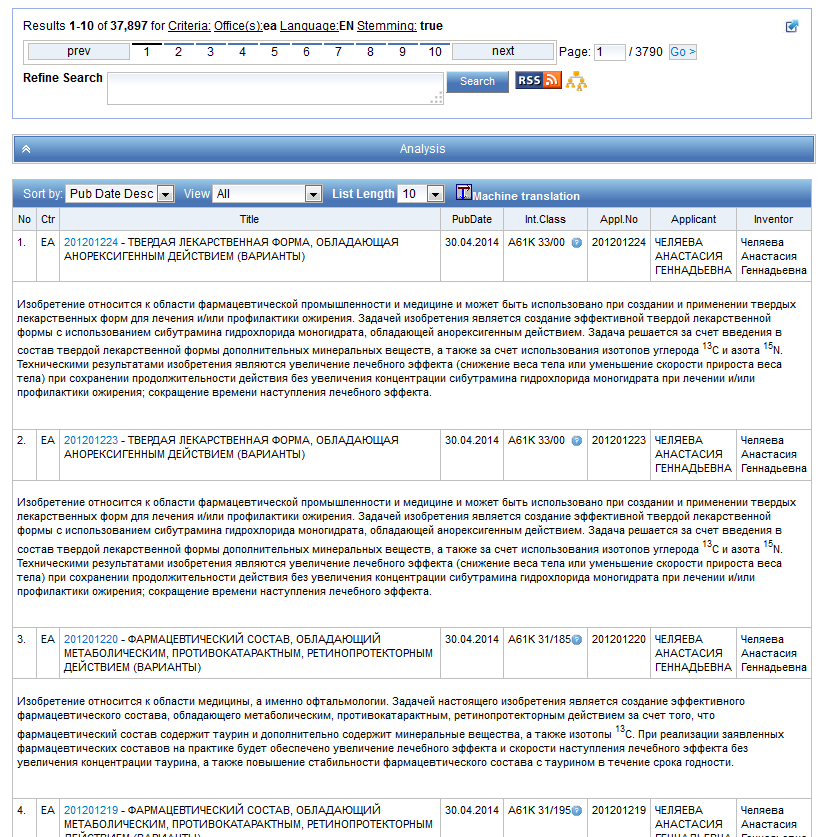 Results 1-10 of 37,897 for Criteria: Office(s):ea Language:EN Stemming: true
prev 1 2 3 4 5 6 7 8 9 10 next Page: 1 / 3790 Go >
Refine Search Search RSS
Analysis
Sort by: Pub Date Desc View All List Length 10 Machine translation
No Ctr Title PubDate Int.Class Appl.No Applicant Inventor
1. EA 201201224 - ТВЕРДАЯ ЛЕКАРСТВЕННАЯ ФОРМА, ОБЛАДАЮЩАЯ 30.04.2014 A61K 33/00 201201224 ЧЕЛЯЕВА Челяева
АНОРЕКСИГЕННЫМ ДЕЙСТВИЕМ (ВАРИАНТЫ) АНАСТАСИЯ Анастасия
ГЕННАДЬЕВНА Геннадьевна
Изобретение относится к области фармацевтической промышленности и медицине и может быть использовано при создании и применении твердых
лекарственных форм для лечения и/или профилактики ожирения. Задачей изобретения является создание эффективной твердой лекарственной
формы с использованием сибутрамина гидрохлорида моногидрата, обладающей анорексигенным действием. Задача решается за счет введения в
состав твердой лекарственной формы дополнительных минеральных веществ, а также за счет использования изотопов углерода 13С и азота 15N.
Техническими результатами изобретения являются увеличение лечебного эффекта (снижение веса тела или уменьшение скорости прироста веса
тела) при сохранении продолжительности действия без увеличения концентрации сибутрамина гидрохлорида моногидрата при лечении и/или
профилактики ожирения; сокращение времени наступления лечебного эффекта.
2. EA 201201223 - ТВЕРДАЯ ЛЕКАРСТВЕННАЯ ФОРМА, ОБЛАДАЮЩАЯ 30.04.2014 A61K 33/00 201201223 ЧЕЛЯЕВА Челяева
АНОРЕКСИГЕННЫМ ДЕЙСТВИЕМ (ВАРИАНТЫ) АНАСТАСИЯ Анастасия
ГЕННАДЬЕВНА Геннадьевна
Изобретение относится к области фармацевтической промышленности и медицине и может быть использовано при создании и применении твердых
лекарственных форм для лечения и/или профилактики ожирения. Задачей изобретения является создание эффективной твердой лекарственной
формы с использованием сибутрамина гидрохлорида моногидрата, обладающей анорексигенным действием. Задача решается за счет введения в
состав твердой лекарственной формы дополнительных минеральных веществ, а также за счет использования изотопов углерода 13С и азота 15N.
Техническими результатами изобретения являются увеличение лечебного эффекта (снижение веса тела или уменьшение скорости прироста веса
тела) при сохранении продолжительности действия без увеличения концентрации сибутрамина гидрохлорида моногидрата при лечении и/или
профилактики ожирения; сокращение времени наступления лечебного эффекта.
3. EA 201201220 - ФАРМАЦЕВТИЧЕСКИЙ СОСТАВ, ОБЛАДАЮЩИЙ 30.04.2014 A61K 31/185 201201220 ЧЕЛЯЕВА Челяева
МЕТАБОЛИЧЕСКИМ, ПРОТИВОКАТАРАКТНЫМ, РЕТИНОПРОТЕКТОРНЫМ АНАСТАСИЯ Анастасия
ДЕЙСТВИЕМ (ВАРИАНТЫ) ГЕННАДЬЕВНА Геннадьевна
Изобретение относится к области медицины, а именно офтальмологии. Задачей настоящего изобретения является создание эффективного
фармацевтического состава, обладающего метаболическим, противокатарактным, ретинопротекторным действием за счет того, что
фармацевтический состав содержит таурин и дополнительно содержит минеральные вещества, а также изотопы 13С. При реализации заявленных
фармацевтических составов на практике будет обеспечено увеличение лечебного эффекта и скорости наступления лечебного эффекта без
увеличения концентрации таурина, а также повышение стабильности фармацевтического состава с таурином в течение срока годности.
4. EA 201201219 - ФАРМАЦЕВТИЧЕСКИЙ СОСТАВ, ОБЛАДАЮЩИЙ 30.04.2014 A61K 31/195 201201219 ЧЕЛЯЕВА Челяева
МЕТАБОЛИЧЕСКИМ, ПРОТИВОКАТАРАКТНЫМ, РЕТИНОПРОТЕКТОРНЫМ АНАСТАСИЯ Анастасия